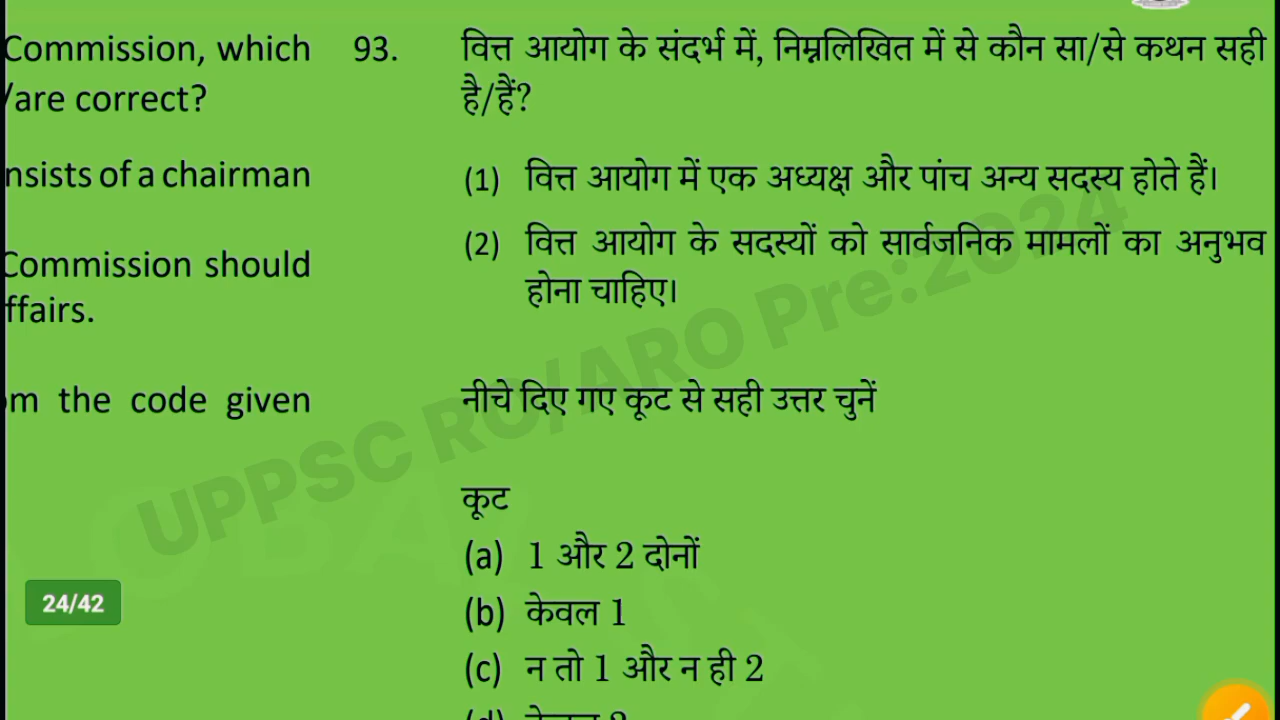 Commission, which
/are correct?
nsists of a chairman
Commission should
ffairs.
m the code given
93. वित्त आयोग के संदर्भ में, निम्नलिखित में से कौन सा/से कथन सही
है/हैं?
(1) वित्त आयोग में एक अध्यक्ष और पांच अन्य सदस्य होते हैं।
(2) वित्त आयोग के सदस्यों को सार्वजनिक मामलों का अनुभव
होना चाहिए।
नीचे दिए गए कूट से सही उत्तर चुनें
कूट
(a) 1 और 2 दोनों
(b) केवल 1
(c) न तो 1 और न ही 2
(d) केवल 2
UPPSC RO/ARO Pre:2024
24/42